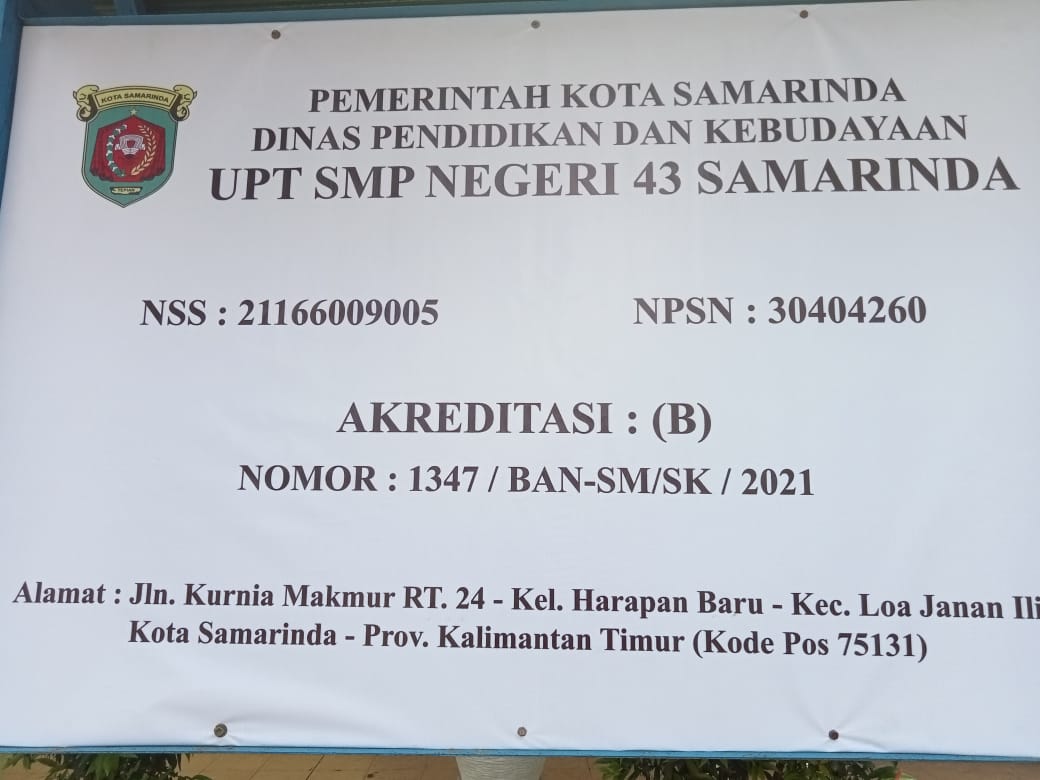 KOTA SAMARINDA
PEMERINTAH KOTA SAMARINDA
DINAS PENDIDIKAN DAN KEBUDAYAAN
UPT SMP NEGERI 43 SAMARINDA
NSS : 21166009005
NPSN : 30404260
AKREDITASI : (B)
NOMOR : 1347 / BAN-SM/SK / 2021
Alamat : Jln. Kurnia Makmur RT. 24 - Kel. Harapan Baru - Kec. Loa Janan Ili
Kota Samarinda - Prov. Kalimantan Timur (Kode Pos 75131)